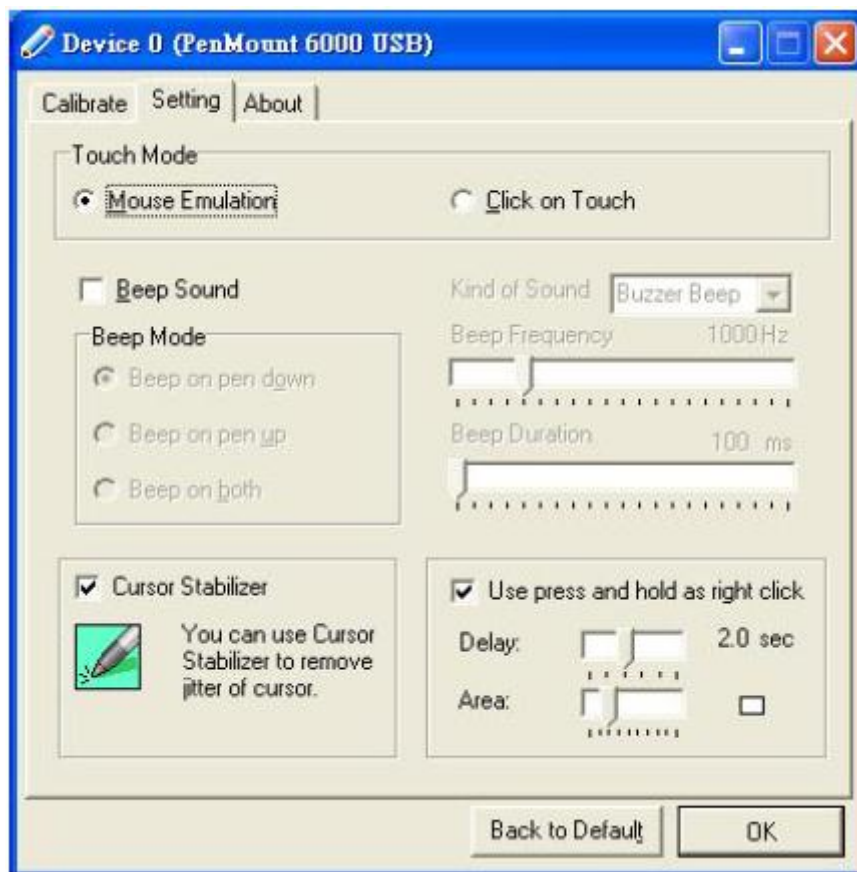 Device 0 (PenMount 6000 USB)
Calibrate Setting About
Touch Mode
Mouse Emulation Click on Touch
Beep Sound
Kind of Sound Buzzer Beep
Beep Mode
Beep on pen down
Beep on pen up
Beep on both
Beep Frequency 1000Hz
Beep Duration 100 ms
Cursor Stabilizer
You can use Cursor
Stabilizer to remove
jitter of cursor.
Use press and hold as right click
Delay: 2.0 sec
Area:
Back to Default OK